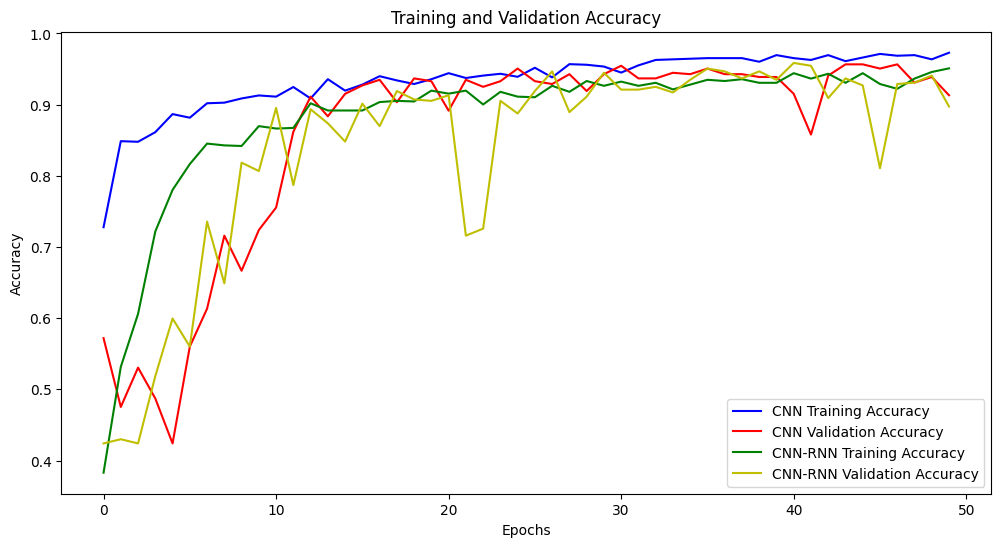 Training and Validation Accuracy
1.0
0.9
0.8
0.7
0.6
0.5
0.4
Accuracy
0 10 20 30 40 50
Epochs
CNN Training Accuracy
CNN Validation Accuracy
CNN-RNN Training Accuracy
CNN-RNN Validation Accuracy